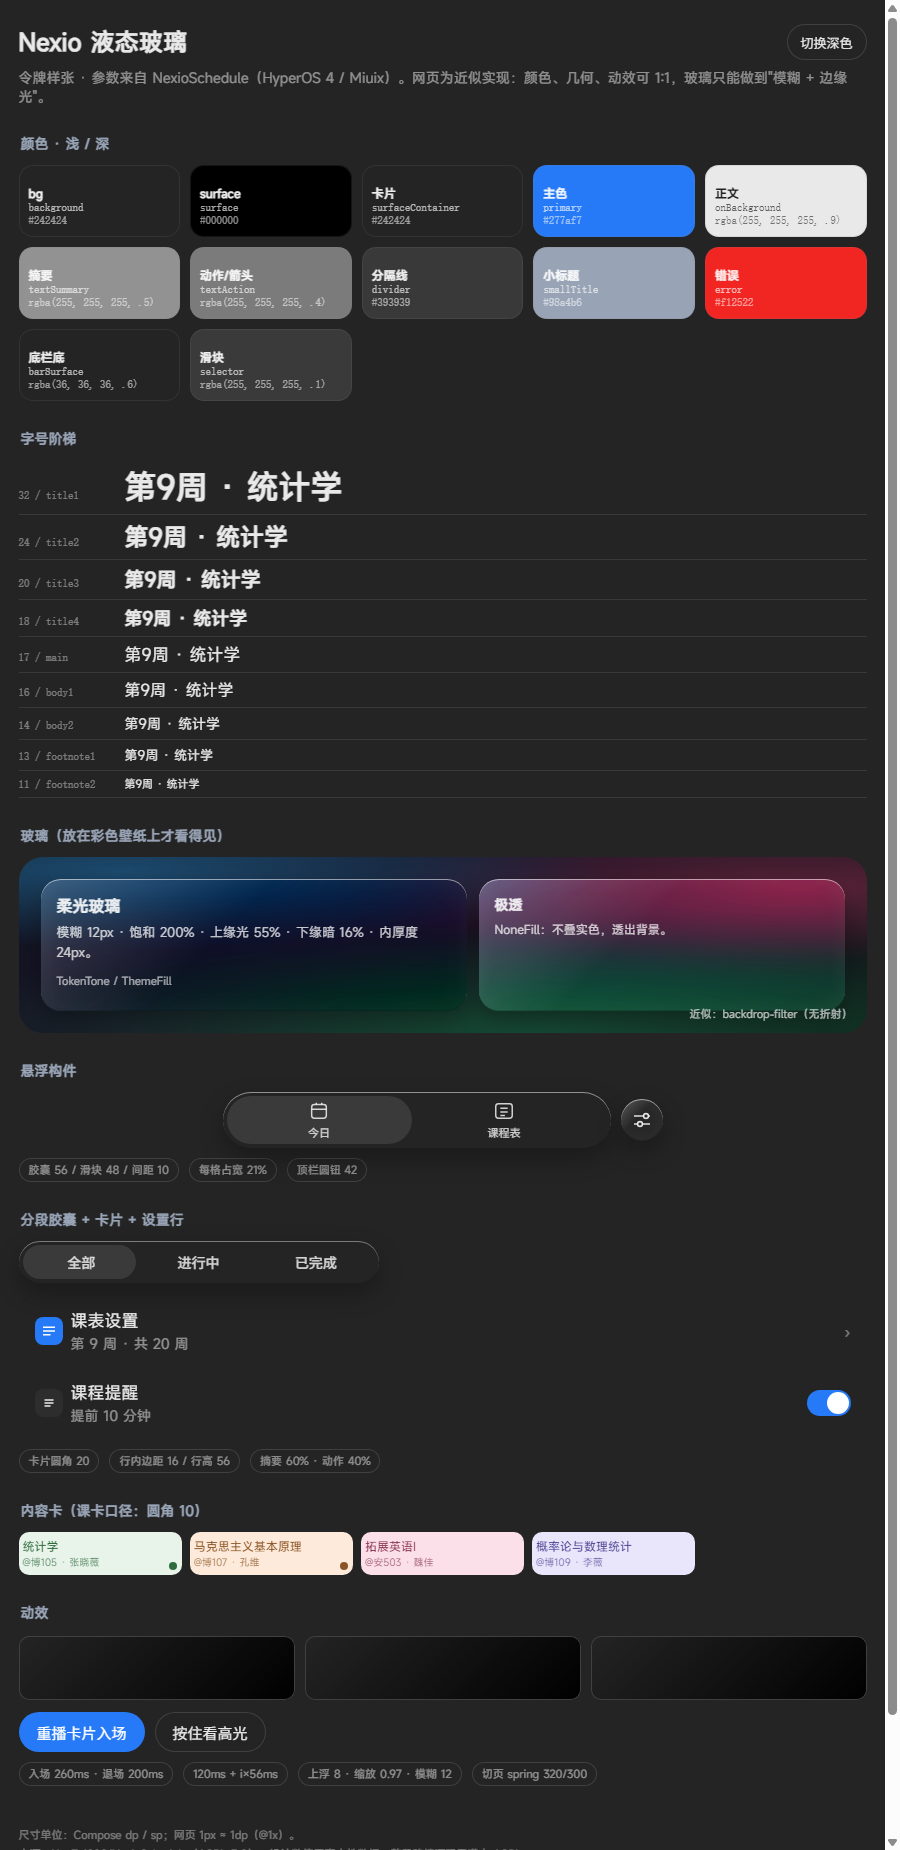 Nexio 液态玻璃
切换深色
令牌样张 · 参数来自 NexioSchedule（HyperOS 4 / Miuix）。网页为近似实现：颜色、几何、动效可 1:1，玻璃只能做到"模糊 + 边缘
光"。
颜色 · 浅 / 深
bg
background
#242424
surface
surface
#000000
卡片
surfaceContainer
#242424
主色
primary
#277af7
正文
onBackground
rgba(255, 255, 255, .9)
摘要
textSummary
rgba(255, 255, 255, .5)
动作/箭头
textAction
rgba(255, 255, 255, .4)
分隔线
divider
#393939
小标题
smallTitle
#98a4b6
错误
error
#f12522
底栏底
barSurface
rgba(36, 36, 36, .6)
滑块
selector
rgba(255, 255, 255, .1)
字号阶梯
32 / title1
第9周 · 统计学
24 / title2
第9周 · 统计学
20 / title3
第9周 · 统计学
18 / title4
第9周 · 统计学
17 / main
第9周 · 统计学
16 / body1
第9周 · 统计学
14 / body2
第9周 · 统计学
13 / footnote1
第9周 · 统计学
11 / footnote2
第9周 · 统计学
玻璃（放在彩色壁纸上才看得见）
柔光玻璃
模糊 12px · 饱和 200% · 上缘光 55% · 下缘暗 16% · 内厚度
24px。
TokenTone / ThemeFill
极透
NoneFill：不叠实色，透出背景。
近似：backdrop-filter（无折射）
悬浮构件
今日
课程表
胶囊 56 / 滑块 48 / 间距 10
每格占宽 21%
顶栏圆钮 42
分段胶囊 + 卡片 + 设置行
全部
进行中
已完成
课表设置
第 9 周 · 共 20 周
›
课程提醒
提前 10 分钟
卡片圆角 20
行内边距 16 / 行高 56
摘要 60% · 动作 40%
内容卡（课卡口径：圆角 10）
统计学
@博105 · 张晓薇
马克思主义基本原理
@博107 · 孔维
拓展英语I
@安503 · 魏佳
概率论与数理统计
@博109 · 李薇
动效
重播卡片入场
按住看高光
入场 260ms · 退场 200ms
120ms + i×56ms
上浮 8 · 缩放 0.97 · 模糊 12
切页 spring 320/300
尺寸单位：Compose dp / sp；网页 1px = 1dp（@1x）。